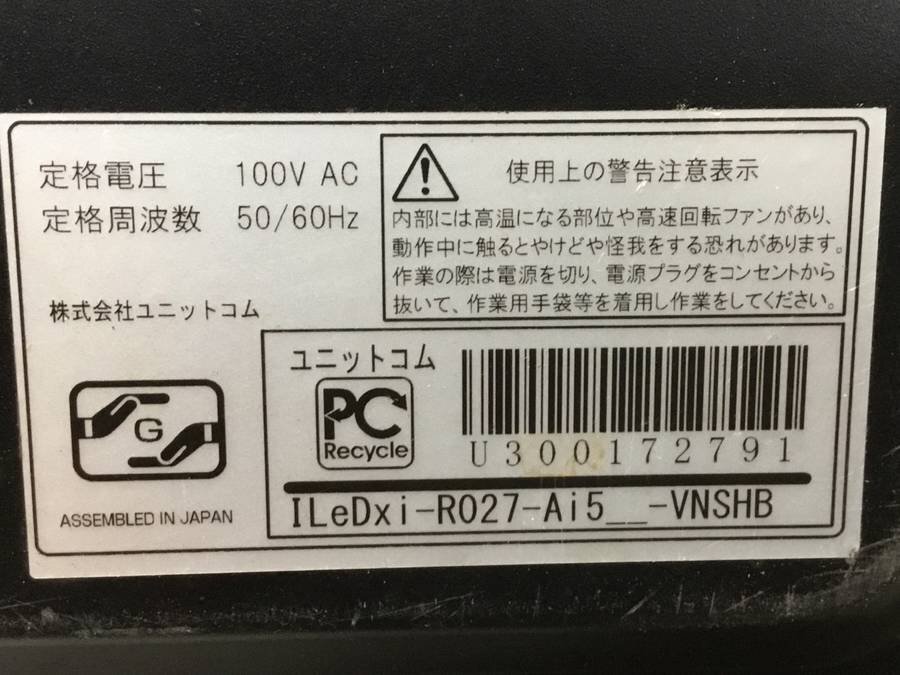 定格電圧 100V AC
定格周波数 50/60Hz
株式会社ユニットコム
G
ASSEMBLED IN JAPAN
使用上の警告注意表示
内部には高温になる部位や高速回転ファンがあり、
動作中に触るとやけどや怪我をする恐れがあります。
作業の際は電源を切り、電源プラグをコンセントから
抜いて、作業用手袋等を着用し作業をしてください。
ユニットコム
PC
Recycle
U300172791
ILeDxi-R027-Ai5__-VNSHB